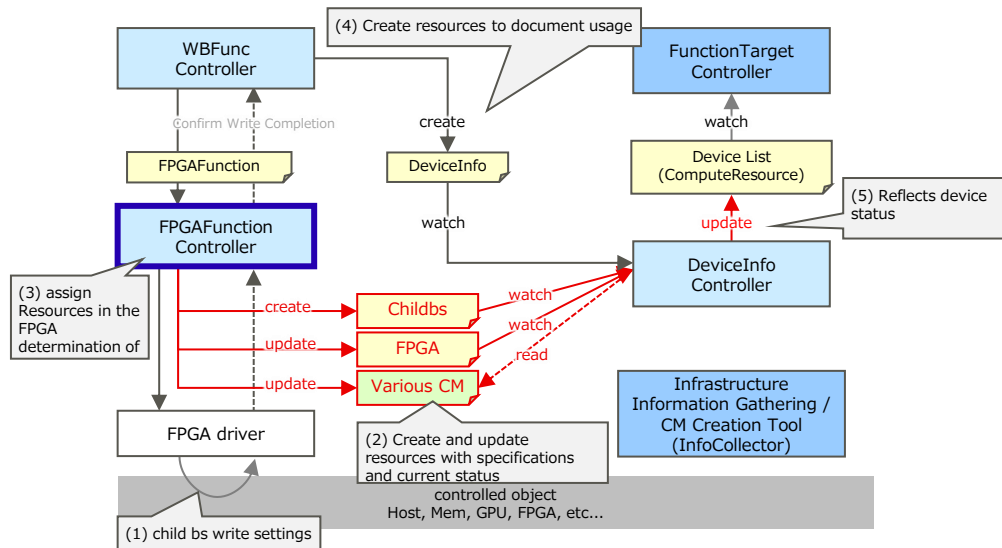 (4) Create resources to document usage
WBFunc
Controller
FunctionTarget
Controller
Confirm Write Completion
create
watch
FPGAFunction
DeviceInfo
Device List
(ComputeResource)
(5) Reflects device
status
FPGAFunction
Controller
watch
update
DeviceInfo
Controller
(3) assign
Resources in the
FPGA
determination of
create
Childbs
watch
update
FPGA
watch
read
update
Various CM
Infrastructure
Information Gathering /
CM Creation Tool
(InfoCollector)
FPGA driver
(2) Create and update
resources with specifications
and current status
controlled object
Host, Mem, GPU, FPGA, etc...
(1) child bs write settings